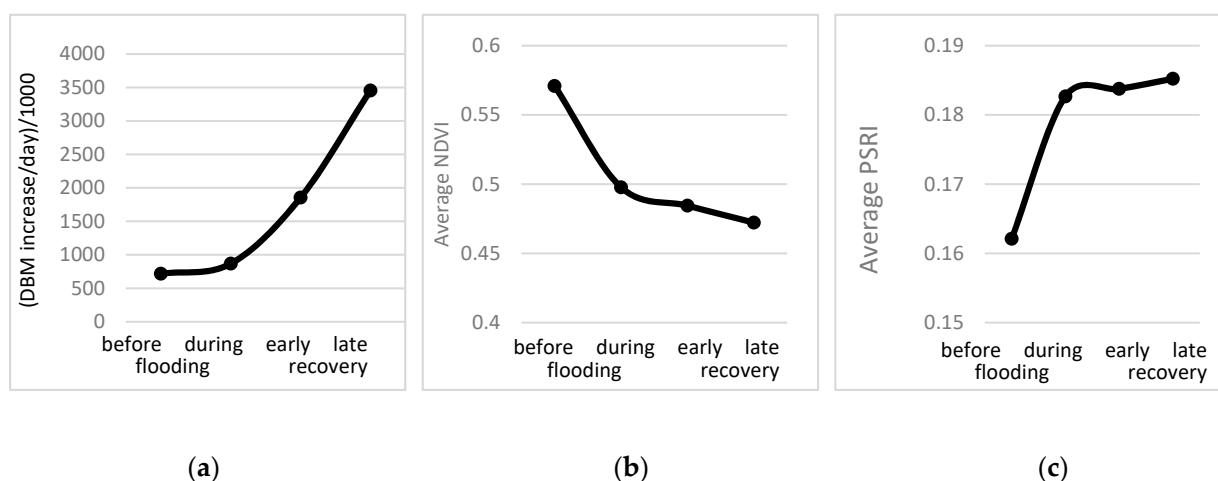 (DBM increase/day)/1000
4000
3500
3000
2500
2000
1500
1000
500
0
before during early late
flooding recovery
(a)
Average NDVI
0.6
0.55
0.5
0.45
0.4
before during early late
flooding recovery
(b)
Average PSRI
0.19
0.18
0.17
0.16
0.15
before during early late
flooding recovery
(c)